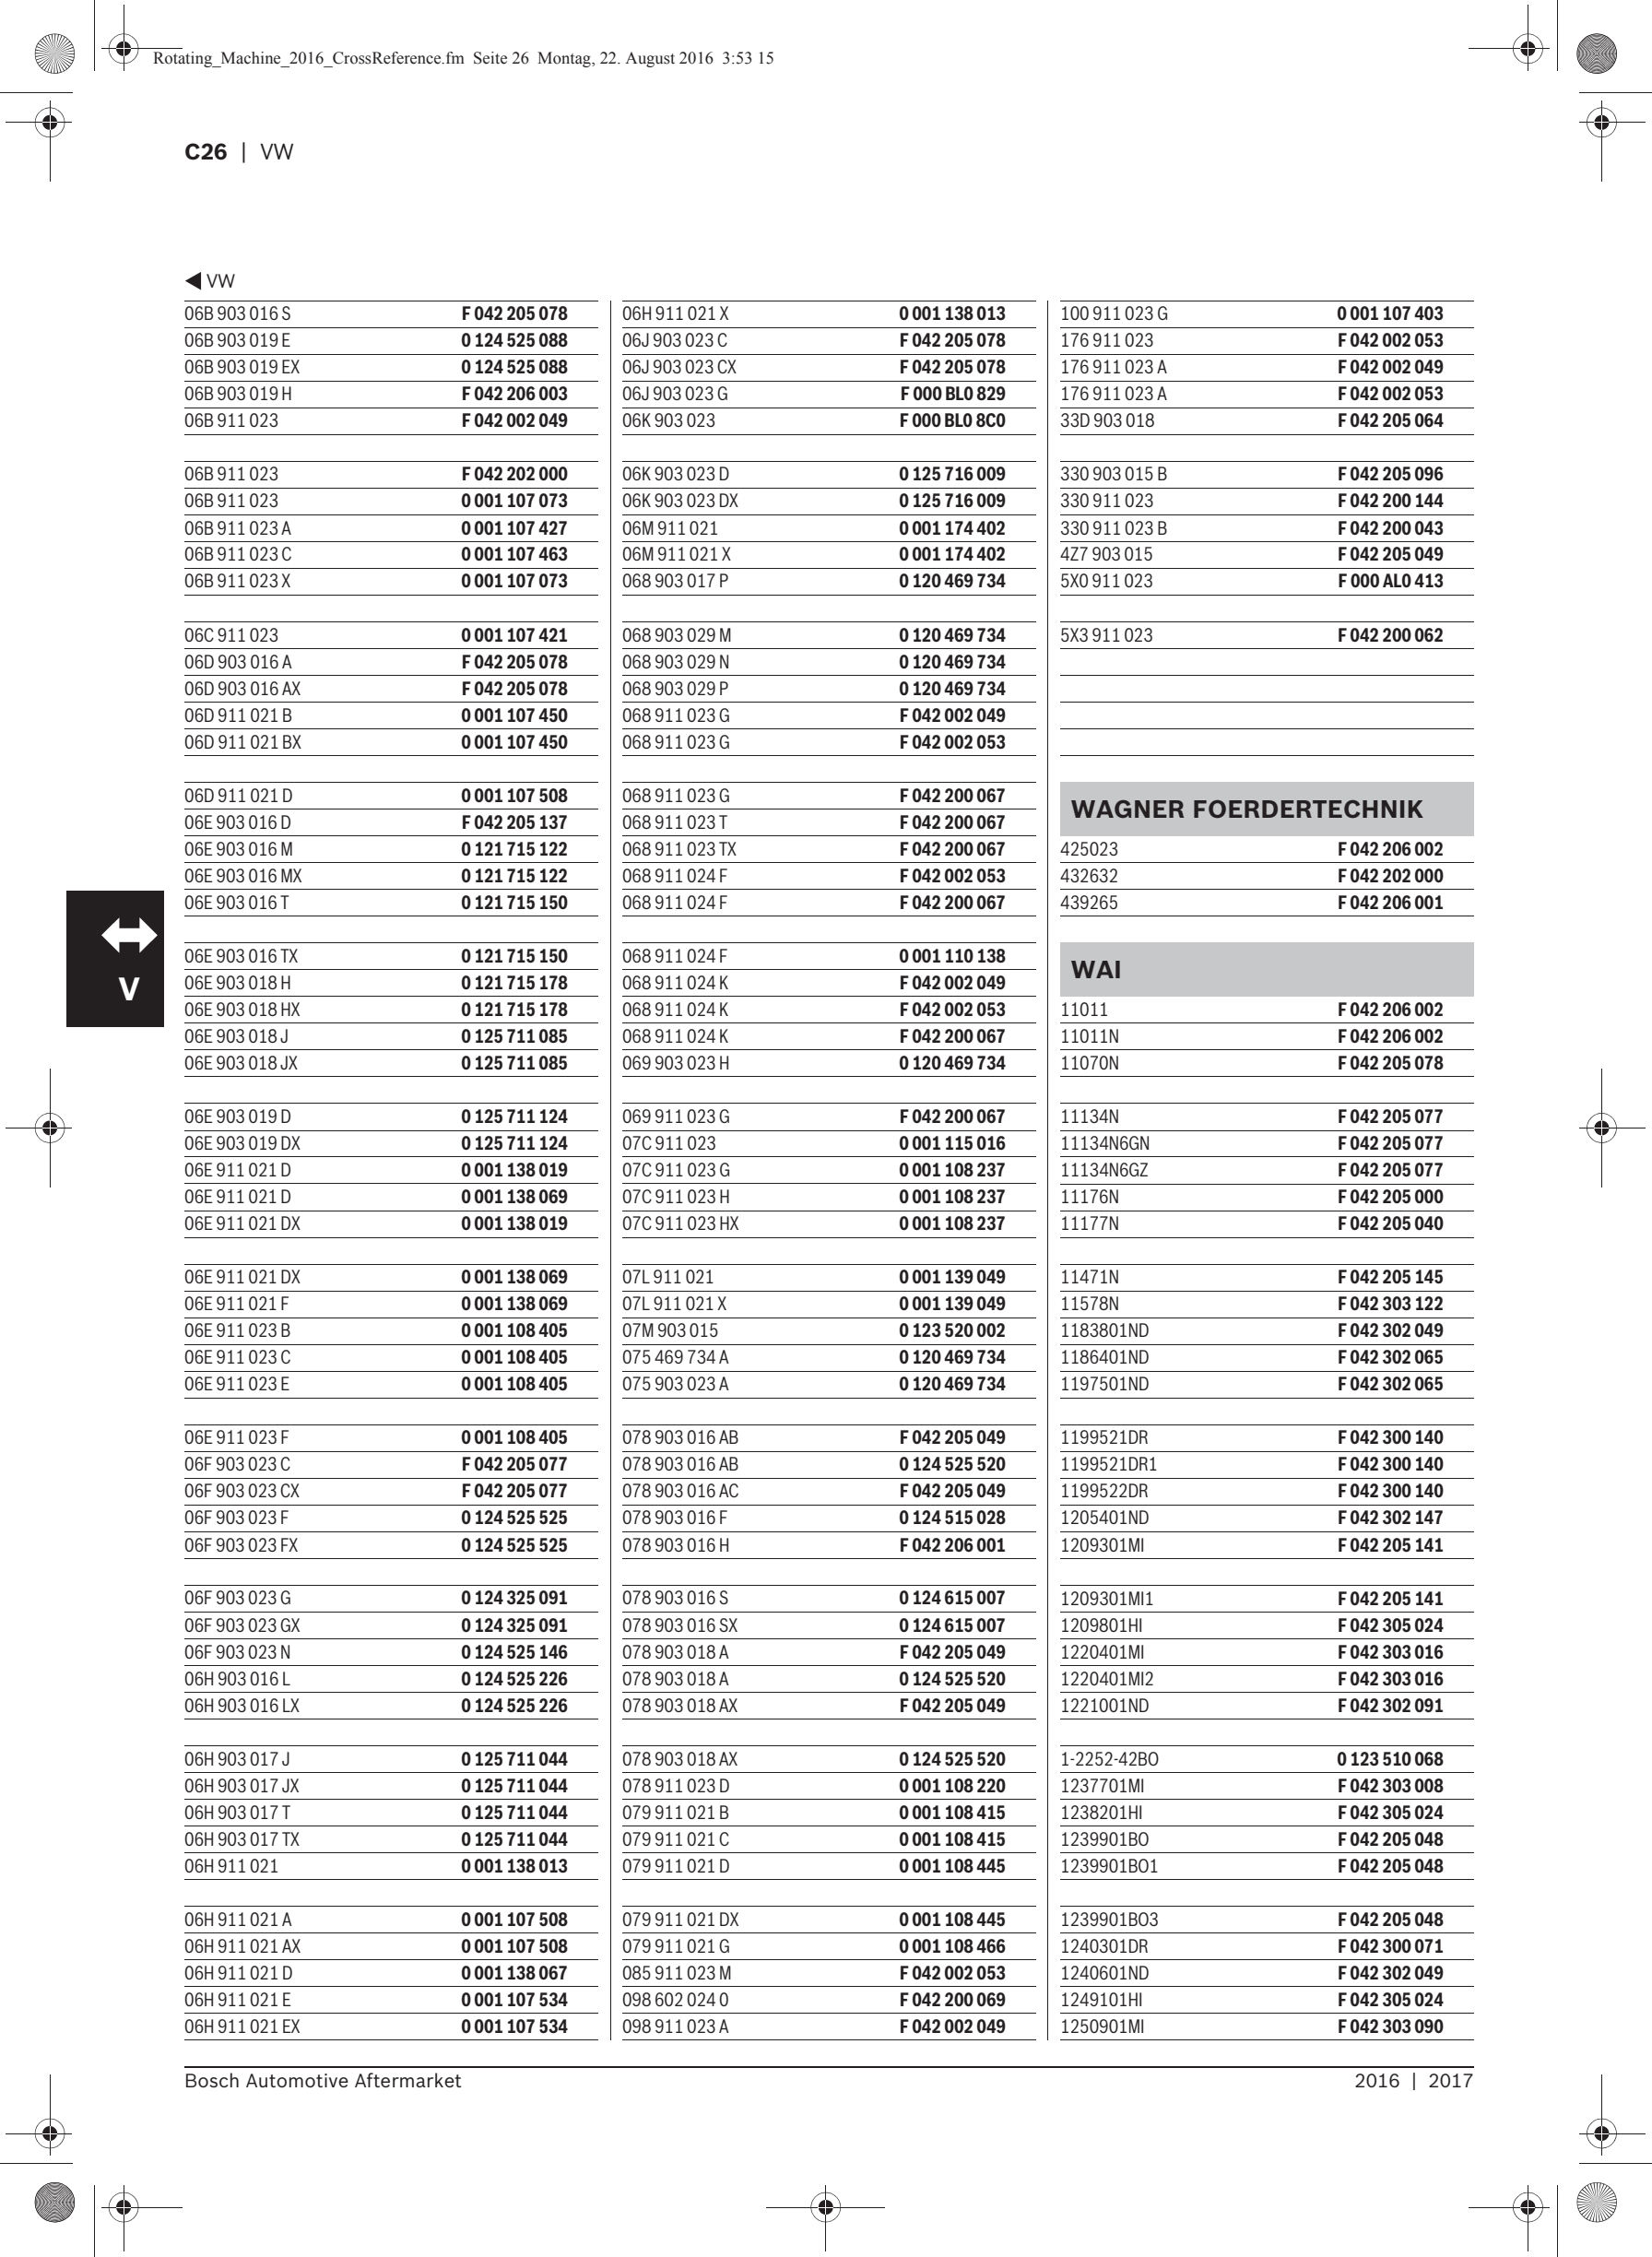 Rotating_Machine_2016_CrossReference.fm Seite 26 Montag, 22. August 2016 3:53 15
C26 | VW
◀ VW
06B 903 016 S F 042 205 078
06B 903 019 E 0 124 525 088
06B 903 019 EX 0 124 525 088
06B 903 019 H F 042 206 003
06B 911 023 F 042 002 049
06B 911 023 F 042 202 000
06B 911 023 0 001 107 073
06B 911 023 A 0 001 107 427
06B 911 023 C 0 001 107 463
06B 911 023 X 0 001 107 073
06C 911 023 0 001 107 421
06D 903 016 A F 042 205 078
06D 903 016 AX F 042 205 078
06D 911 021 B 0 001 107 450
06D 911 021 BX 0 001 107 450
06D 911 021 D 0 001 107 508
06E 903 016 D F 042 205 137
06E 903 016 M 0 121 715 122
06E 903 016 MX 0 121 715 122
06E 903 016 T 0 121 715 150
06E 903 016 TX 0 121 715 150
06E 903 018 H 0 121 715 178
06E 903 018 HX 0 121 715 178
06E 903 018 J 0 125 711 085
06E 903 018 JX 0 125 711 085
06E 903 019 D 0 125 711 124
06E 903 019 DX 0 125 711 124
06E 911 021 D 0 001 138 019
06E 911 021 D 0 001 138 069
06E 911 021 DX 0 001 138 019
06E 911 021 DX 0 001 138 069
06E 911 021 F 0 001 138 069
06E 911 023 B 0 001 108 405
06E 911 023 C 0 001 108 405
06E 911 023 E 0 001 108 405
06E 911 023 F 0 001 108 405
06F 903 023 C F 042 205 077
06F 903 023 CX F 042 205 077
06F 903 023 F 0 124 525 525
06F 903 023 FX 0 124 525 525
06F 903 023 G 0 124 325 091
06F 903 023 GX 0 124 325 091
06F 903 023 N 0 124 525 146
06H 903 016 L 0 124 525 226
06H 903 016 LX 0 124 525 226
06H 903 017 J 0 125 711 044
06H 903 017 JX 0 125 711 044
06H 903 017 T 0 125 711 044
06H 903 017 TX 0 125 711 044
06H 911 021 0 001 138 013
06H 911 021 A 0 001 107 508
06H 911 021 AX 0 001 107 508
06H 911 021 D 0 001 138 067
06H 911 021 E 0 001 107 534
06H 911 021 EX 0 001 107 534
06H 911 021 X 0 001 138 013
06J 903 023 C F 042 205 078
06J 903 023 CX F 042 205 078
06J 903 023 G F 000 BL0 829
06K 903 023 F 000 BL0 8C0
06K 903 023 D 0 125 716 009
06K 903 023 DX 0 125 716 009
06M 911 021 0 001 174 402
06M 911 021 X 0 001 174 402
068 903 017 P 0 120 469 734
068 903 029 M 0 120 469 734
068 903 029 N 0 120 469 734
068 903 029 P 0 120 469 734
068 911 023 G F 042 002 049
068 911 023 G F 042 002 053
068 911 023 G F 042 200 067
068 911 023 T F 042 200 067
068 911 023 TX F 042 200 067
068 911 024 F F 042 002 053
068 911 024 F F 042 200 067
068 911 024 F 0 001 110 138
068 911 024 K F 042 002 049
068 911 024 K F 042 002 053
068 911 024 K F 042 200 067
069 903 023 H 0 120 469 734
069 911 023 G F 042 200 067
07C 911 023 0 001 115 016
07C 911 023 G 0 001 108 237
07C 911 023 H 0 001 108 237
07C 911 023 HX 0 001 108 237
07L 911 021 0 001 139 049
07L 911 021 X 0 001 139 049
07M 903 015 0 123 520 002
075 469 734 A 0 120 469 734
075 903 023 A 0 120 469 734
078 903 016 AB F 042 205 049
078 903 016 AB 0 124 525 520
078 903 016 AC F 042 205 049
078 903 016 F 0 124 515 028
078 903 016 H F 042 206 001
078 903 016 S 0 124 615 007
078 903 016 SX 0 124 615 007
078 903 018 A F 042 205 049
078 903 018 A 0 124 525 520
078 903 018 AX F 042 205 049
078 903 018 AX 0 124 525 520
078 911 023 D 0 001 108 220
079 911 021 B 0 001 108 415
079 911 021 C 0 001 108 415
079 911 021 D 0 001 108 445
079 911 021 DX 0 001 108 445
079 911 021 G 0 001 108 466
085 911 023 M F 042 002 053
098 602 024 0 F 042 200 069
098 911 023 A F 042 002 049
100 911 023 G 0 001 107 403
176 911 023 F 042 002 053
176 911 023 A F 042 002 049
176 911 023 A F 042 002 053
33D 903 018 F 042 205 064
330 903 015 B F 042 205 096
330 911 023 F 042 200 144
330 911 023 B F 042 200 043
4Z7 903 015 F 042 205 049
5X0 911 023 F 000 AL0 413
5X3 911 023 F 042 200 062
WAGNER FOERDERTECHNIK
425023 F 042 206 002
432632 F 042 202 000
439265 F 042 206 001
WAI
11011 F 042 206 002
11011N F 042 206 002
11070N F 042 205 078
11134N F 042 205 077
11134N6GN F 042 205 077
11134N6GZ F 042 205 077
11176N F 042 205 000
11177N F 042 205 040
11471N F 042 205 145
11578N F 042 303 122
1183801ND F 042 302 049
1186401ND F 042 302 065
1197501ND F 042 302 065
1199521DR F 042 300 140
1199521DR1 F 042 300 140
1199522DR F 042 300 140
1205401ND F 042 302 147
1209301MI F 042 205 141
1209301MI1 F 042 205 141
1209801HI F 042 305 024
1220401MI F 042 303 016
1220401MI2 F 042 303 016
1221001ND F 042 302 091
1-2252-42BO 0 123 510 068
1237701MI F 042 303 008
1238201HI F 042 305 024
1239901BO F 042 205 048
1239901BO1 F 042 205 048
1239901BO3 F 042 205 048
1240301DR F 042 300 071
1240601ND F 042 302 049
1249101HI F 042 305 024
1250901MI F 042 303 090
V
Bosch Automotive Aftermarket 2016 | 2017